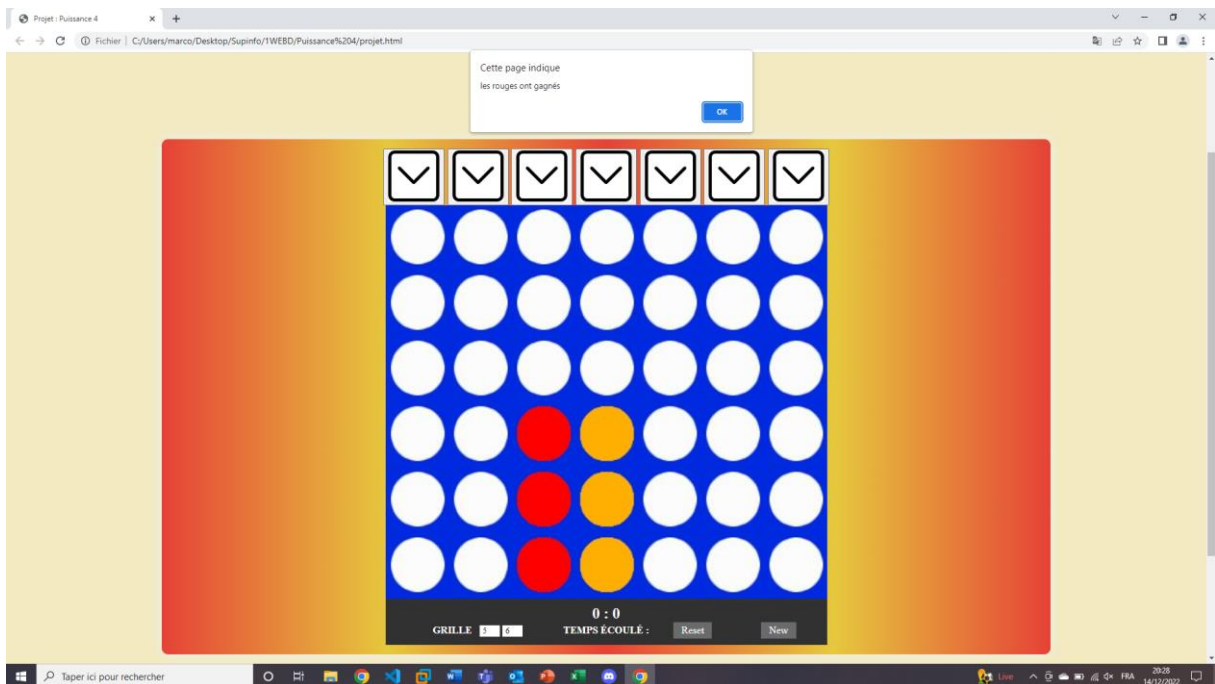 Projet : Puissance 4
Fichier C:/Users/marco/Desktop/Supinfo/1WEBD/Puissance%204/projet.html
Cette page indique
les rouges ont gagnés
OK
0 : 0
GRILLE 5 6 TEMPS ÉCOULÉ : Reset New
Taper ici pour rechercher
Live
FRA
20:28
14/12/2022